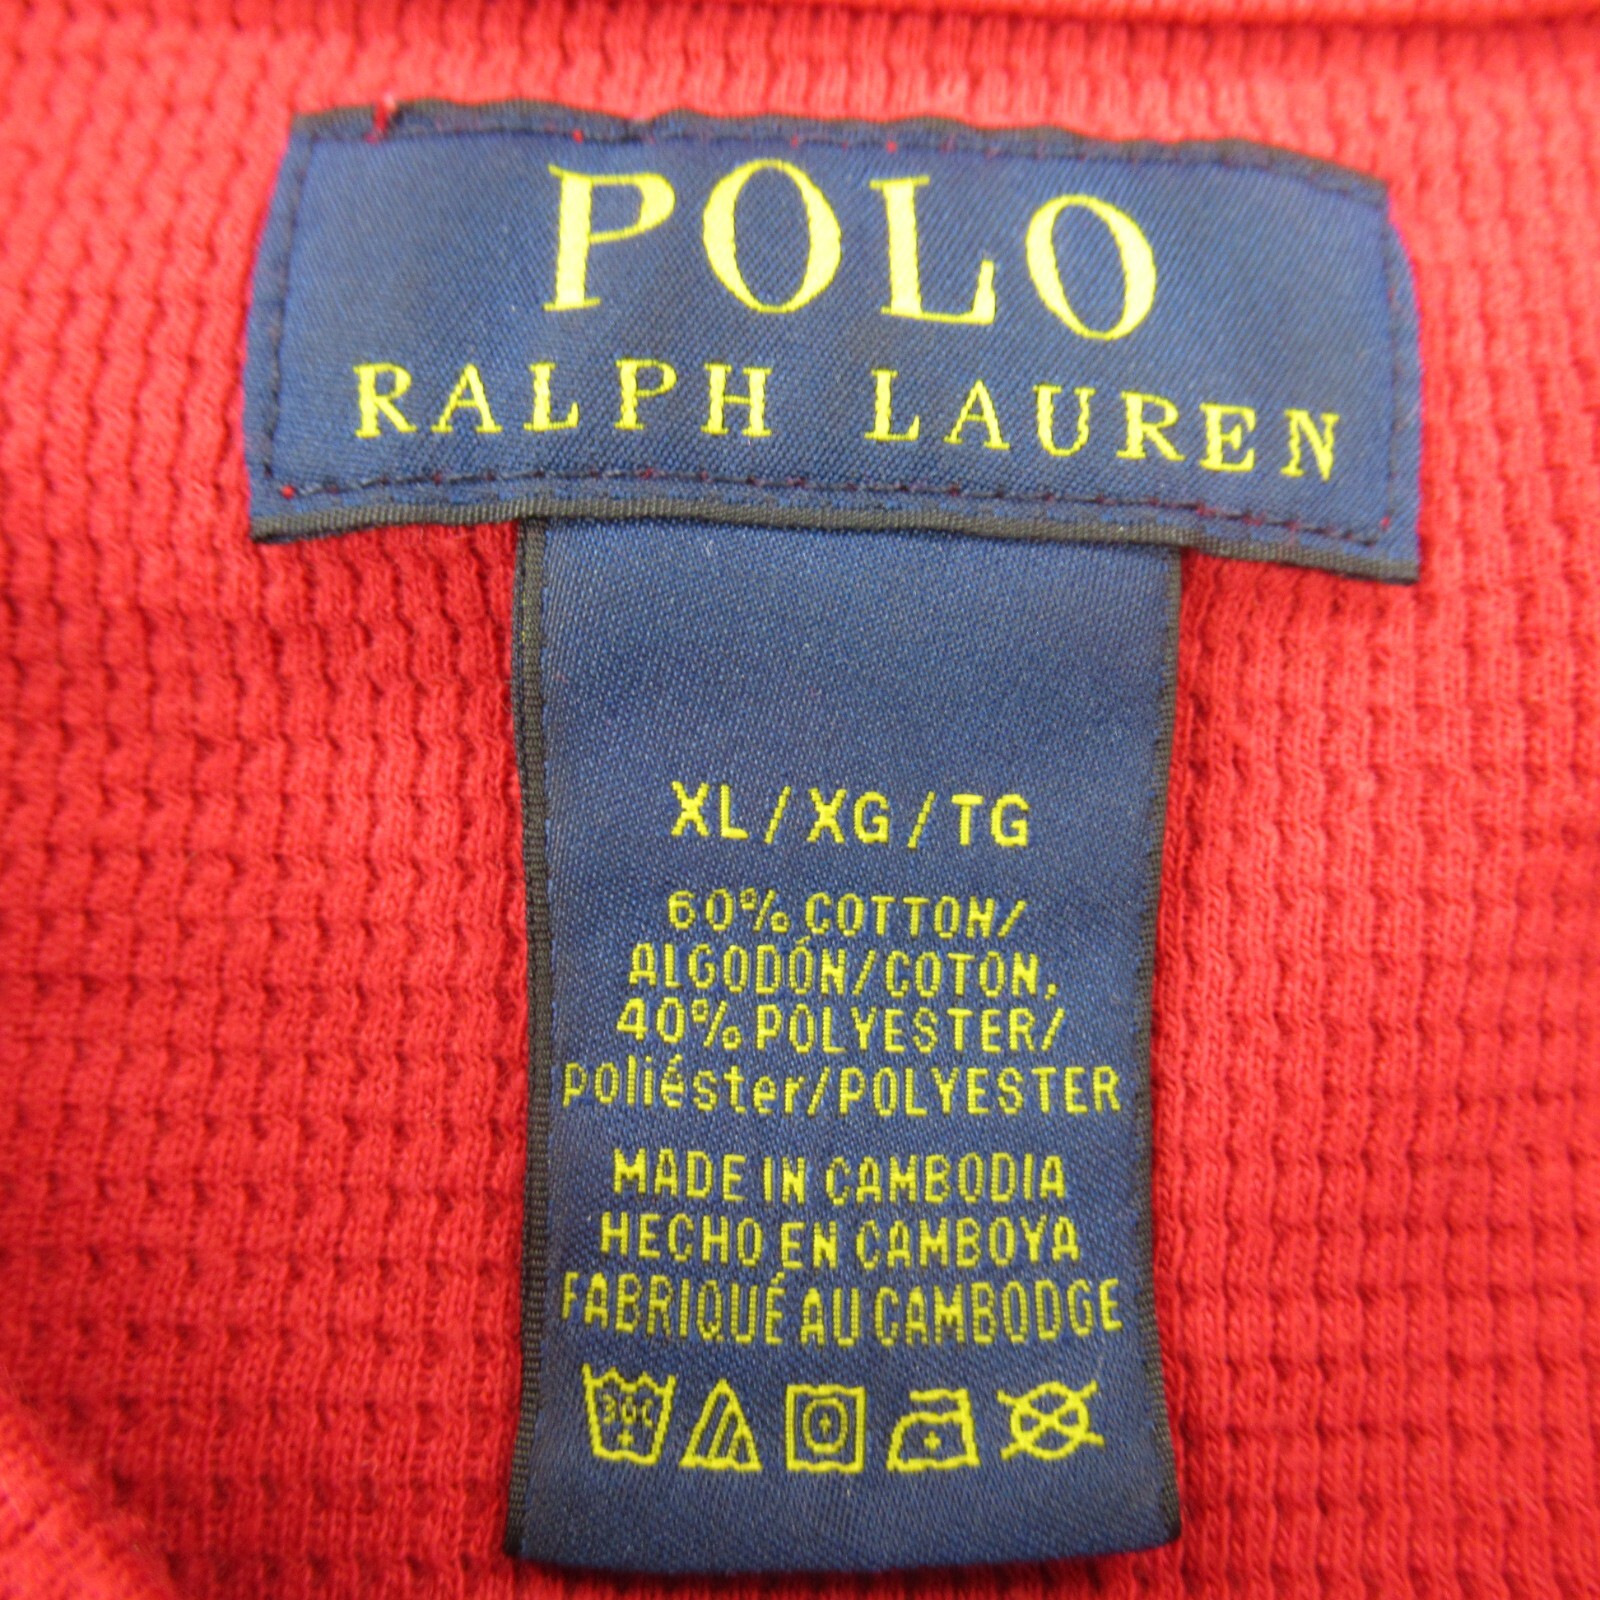 POLO
RALPH LAUREN
XL/XG/TG
60% COTTON/
ALGODÓN/COTON,
40% POLYESTER/
poliéster/POLYESTER
MADE IN CAMBODIA
HECHO EN CAMBOYA
FABRIQUÉ AU CAMBODGE
30C